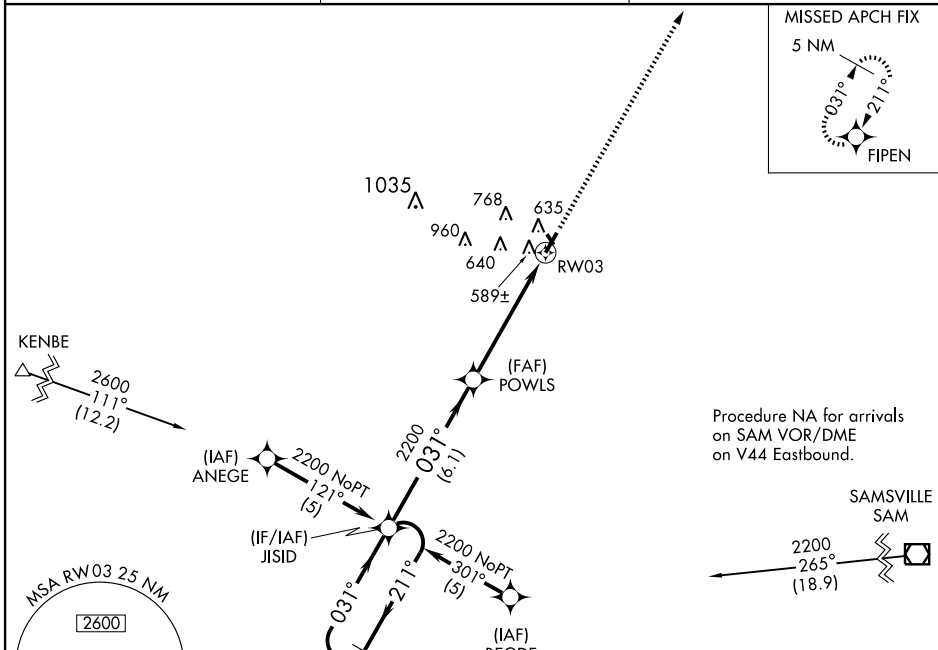 MISSED APCH FIX
5 NM
031°
211°
FIPEN
1035
768
635
960
640
RW03
589±
KENBE
2600
111°
(12.2)
(FAF)
POWLS
2200
031°
(6.1)
Procedure NA for arrivals
on SAM VOR/DME
on V44 Eastbound.
(IAF)
ANEGE
2200 NoPT
121°
(5)
SAMSVILLE
SAM
(IF/IAF)
JISID
2200 NoPT
301°
(5)
2200
265°
(18.9)
MSA RW03 25 NM
2600
031°
211°
(IAF)